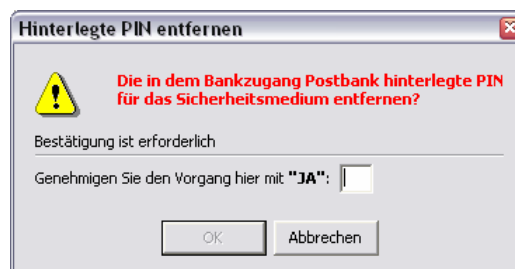 Hinterlegte PIN entfernen
Die in dem Bankzugang Postbank hinterlegte PIN
für das Sicherheitsmedium entfernen?
Bestätigung ist erforderlich
Genehmigen Sie den Vorgang hier mit "JA":
OK Abbrechen